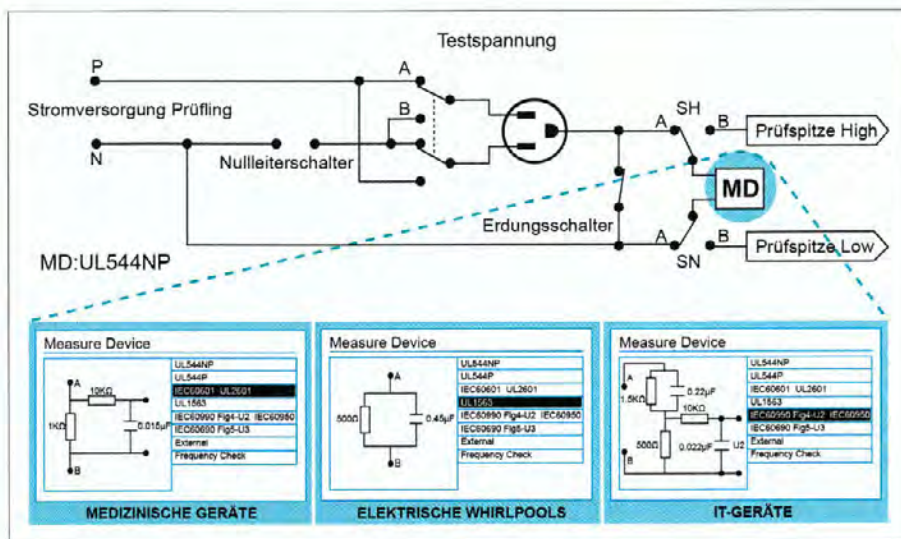 Testspannung
P
A
SH
A
B
Prüfspitze High
Stromversorgung Prüfling
B
N
Nullleiterschalter
MD
Erdungsschalter
A
B
Prüfspitze Low
SN
MD:UL544NP
Measure Device
A
10KΩ
1KΩ
0.015µF
B
UL544NP
UL544P
IEC60601 UL2601
UL1563
IEC60990 Fig4-U2 IEC60950
IEC60690 Fig5-U3
External
Frequency Check
MEDIZINISCHE GERÄTE
Measure Device
A
500Ω
0.45µF
B
UL544NP
UL544P
IEC60601 UL2601
UL1563
IEC60990 Fig4-U2 IEC60950
IEC60690 Fig5-U3
External
Frequency Check
ELEKTRISCHE WHIRLPOOLS
Measure Device
A
1.5KΩ
0.22µF
10KΩ
500Ω
0.022µF
U2
B
UL544NP
UL544P
IEC60601 UL2601
UL1563
IEC60990 Fig4-U2 IEC60950
IEC60690 Fig5-U3
External
Frequency Check
IT-GERÄTE